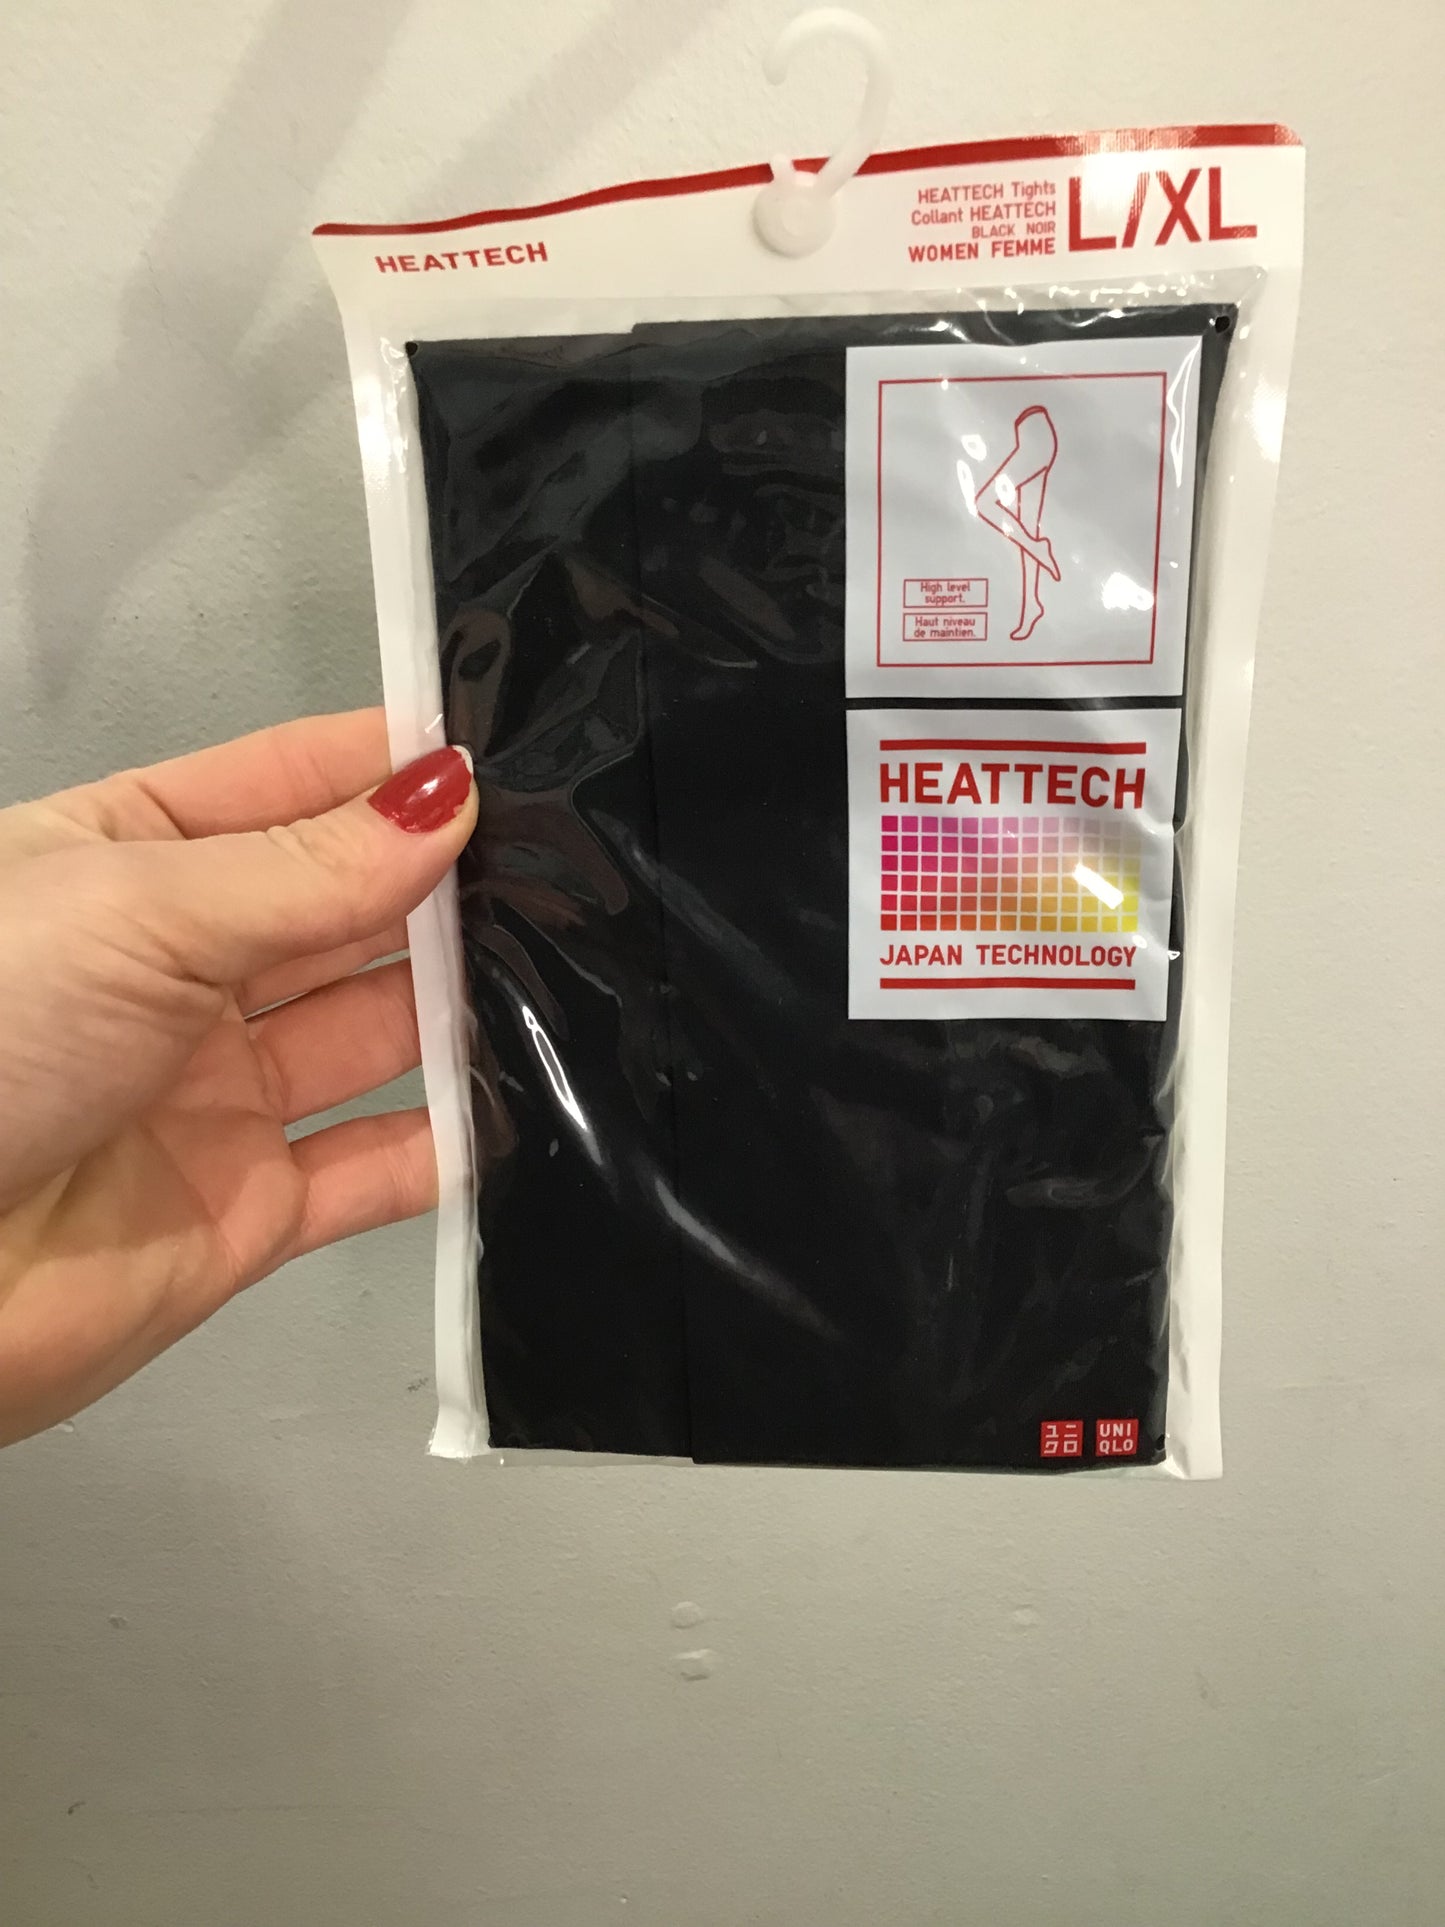 HEATTECH
HEATTECH Tights
Collant HEATTECH
BLACK NOIR
WOMEN FEMME
L/XL
High level
support.
Haut niveau
de maintien.
HEATTECH
JAPAN TECHNOLOGY
ユニ
クロ
UNI
QLO